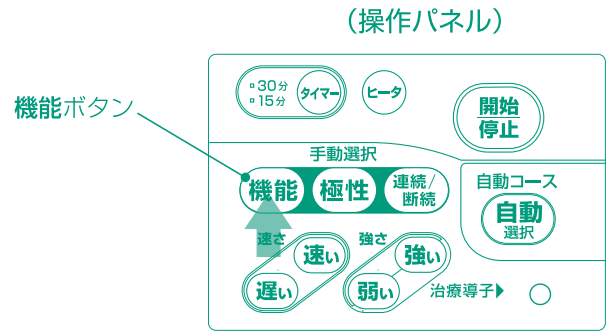 （操作パネル）
30分
15分
タイマー
ヒータ
開始
停止
機能ボタン
手動選択
機能
極性
連続/
断続
自動コース
自動
選択
速さ
速い
遅い
強さ
強い
弱い
治療導子